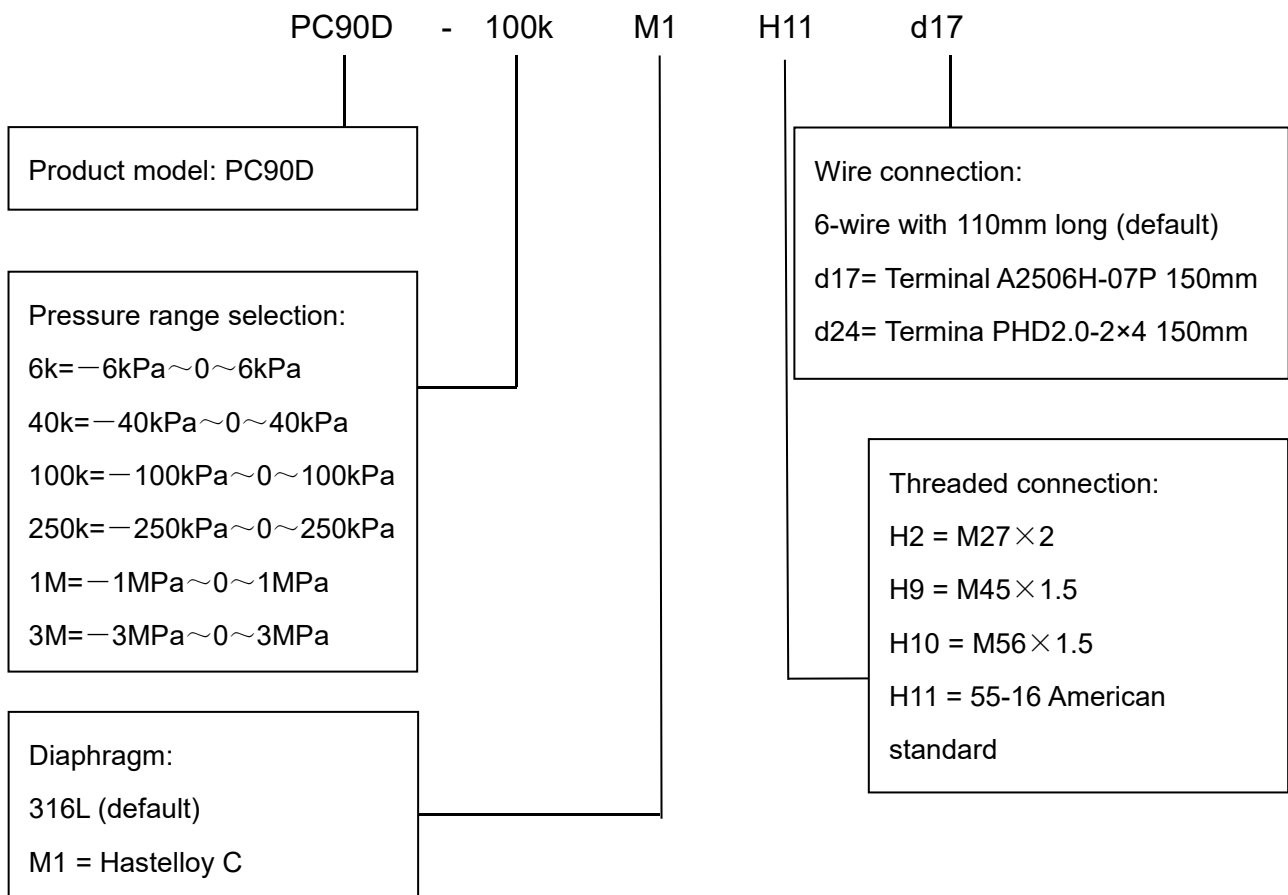 PC90D - 100k M1 H11 d17
Product model: PC90D
Pressure range selection:
6k=－6kPa～0～6kPa
40k=－40kPa～0～40kPa
100k=－100kPa～0～100kPa
250k=－250kPa～0～250kPa
1M=－1MPa～0～1MPa
3M=－3MPa～0～3MPa
Diaphragm:
316L (default)
M1 = Hastelloy C
Wire connection:
6-wire with 110mm long (default)
d17= Terminal A2506H-07P 150mm
d24= Termina PHD2.0-2×4 150mm
Threaded connection:
H2 = M27×2
H9 = M45×1.5
H10 = M56×1.5
H11 = 55-16 American
standard